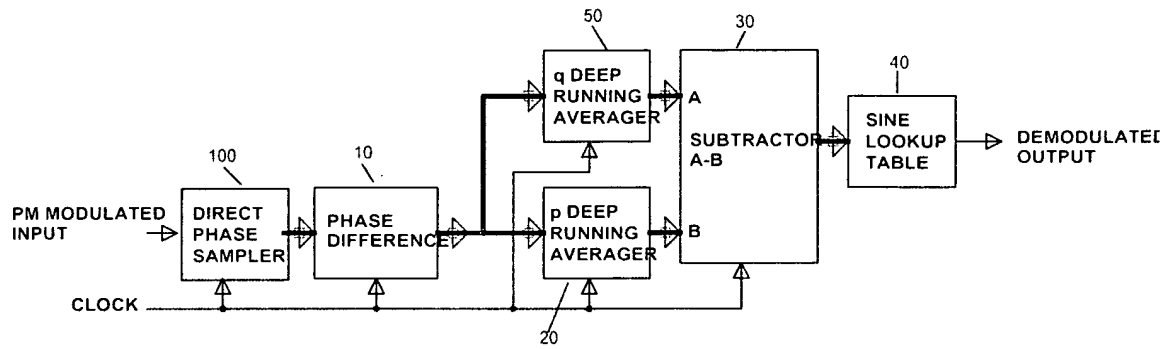 50
30
40
q DEEP
RUNNING
AVERAGER
A
SUBTRACTOR
A-B
SINE
LOOKUP
TABLE
DEMODULATED
OUTPUT
100
10
PM MODULATED
INPUT
DIRECT
PHASE
SAMPLER
PHASE
DIFFERENCE
p DEEP
RUNNING
AVERAGER
B
CLOCK
20